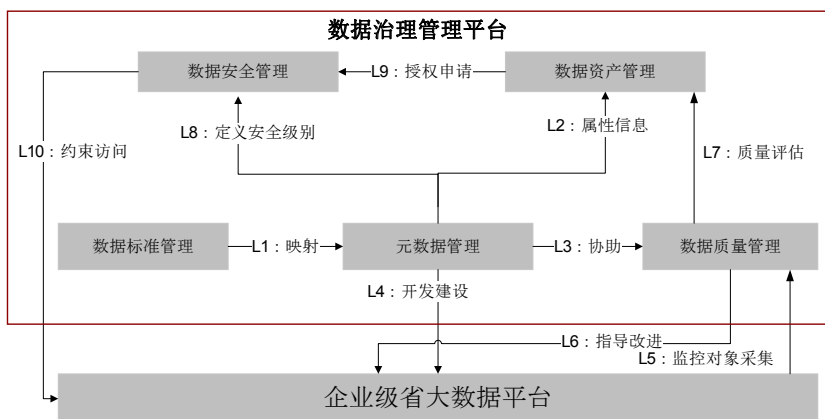 数据治理管理平台
数据安全管理
L9：授权申请
数据资产管理
L8：定义安全级别
L2：属性信息
L10：约束访问
L7：质量评估
数据标准管理
L1：映射
元数据管理
L3：协助
数据质量管理
L4：开发建设
L6：指导改进
L5：监控对象采集
企业级省大数据平台